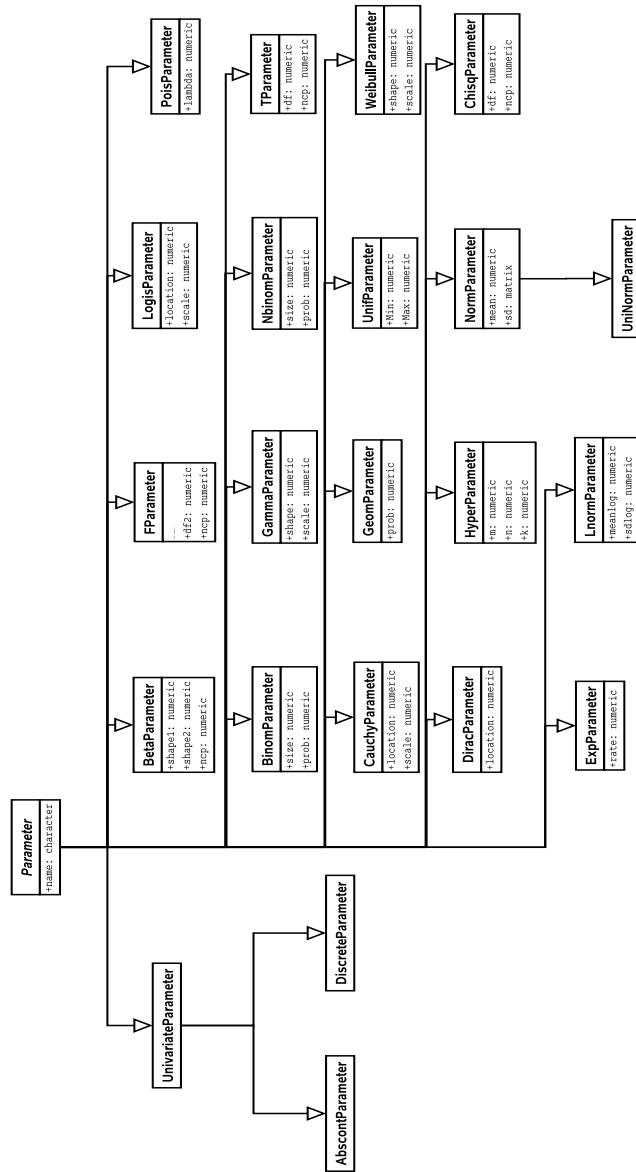 Parameter
+name: character
UnivariateParameter
BetaParameter
+shape1: numeric
+shape2: numeric
+ncp: numeric
FParameter
+df2: numeric
+ncp: numeric
LogisParameter
+location: numeric
+scale: numeric
PoisParameter
+lambda: numeric
BinomParameter
+size: numeric
+prob: numeric
GammaParameter
+shape: numeric
+scale: numeric
NbinomParameter
+size: numeric
+prob: numeric
TParameter
+df: numeric
+ncp: numeric
AbscontParameter
DiscreteParameter
CauchyParameter
+location: numeric
+scale: numeric
GeomParameter
+prob: numeric
UnifParameter
+Min: numeric
+Max: numeric
WeibullParameter
+shape: numeric
+scale: numeric
DiracParameter
+location: numeric
HyperParameter
+m: numeric
+n: numeric
+k: numeric
NormParameter
+mean: numeric
+sd: matrix
ChisqParameter
+df: numeric
+ncp: numeric
ExpParameter
+rate: numeric
LnormParameter
+meanlog: numeric
+sdlog: numeric
UniNormParameter